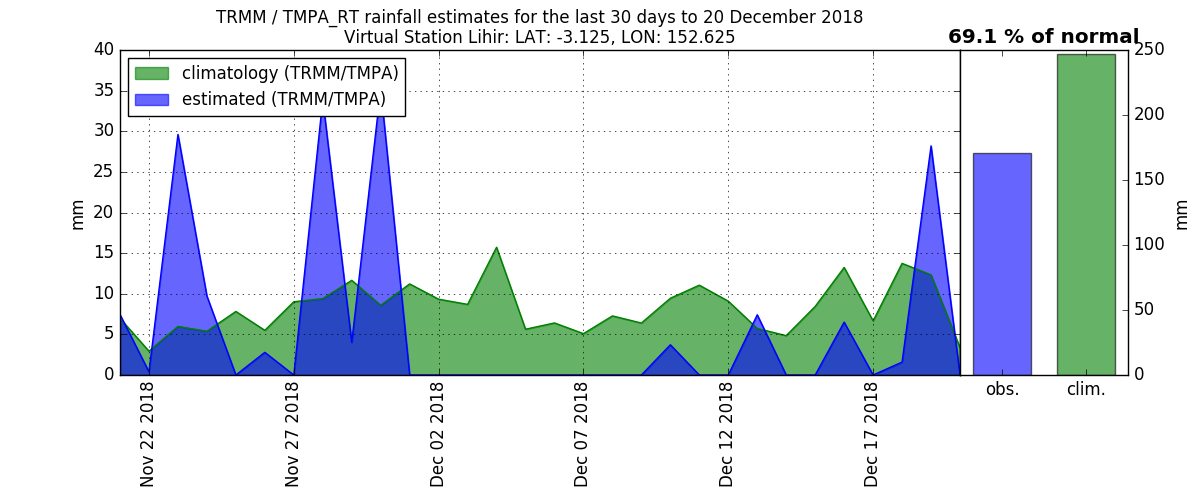 TRMM / TMPA_RT rainfall estimates for the last 30 days to 20 December 2018
Virtual Station Lihir: LAT: -3.125, LON: 152.625
69.1 % of normal
climatology (TRMM/TMPA)
estimated (TRMM/TMPA)
40
35
30
25
20
15
10
5
0
mm
Nov 22 2018
Nov 27 2018
Dec 02 2018
Dec 07 2018
Dec 12 2018
Dec 17 2018
obs.
clim.
250
200
150
100
50
0
mm